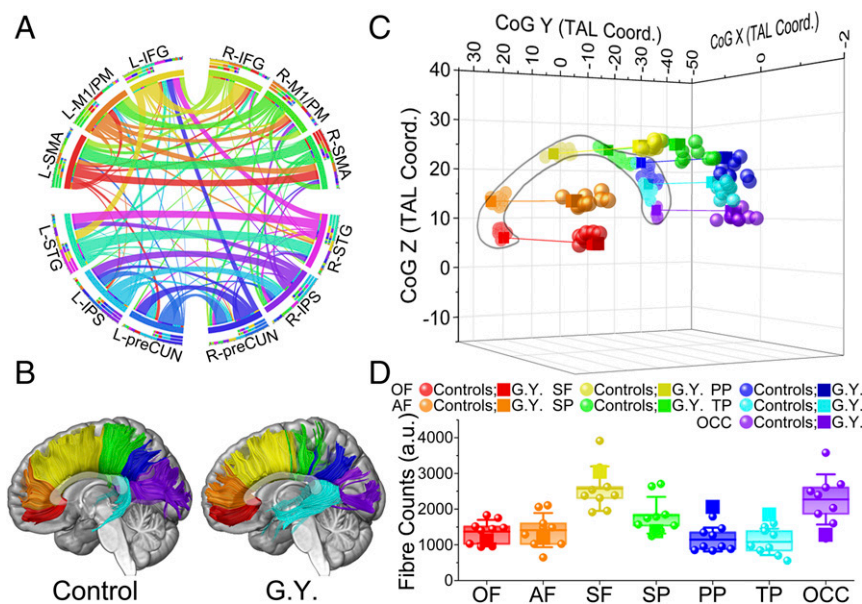 A
L-IFG
R-IFG
L-M1/PM
R-M1/PM
L-SMA
R-SMA
L-STG
R-STG
L-IPS
R-IPS
L-preCUN
R-preCUN
B
Control
G.Y.
C
CoG Y (TAL Coord.)
CoG X (TAL Coord.)
30
20
10
0
-10
-20
-30
-40
-50
0
-2
CoG Z (TAL Coord.)
40
30
20
10
0
-10
D
OF Controls; G.Y. SF Controls; G.Y. PP Controls; G.Y.
AF Controls; G.Y. SP Controls; G.Y. TP Controls; G.Y.
OCC Controls; G.Y.
Fibre Counts (a.u.)
4000
3000
2000
1000
0
OF AF SF SP PP TP OCC